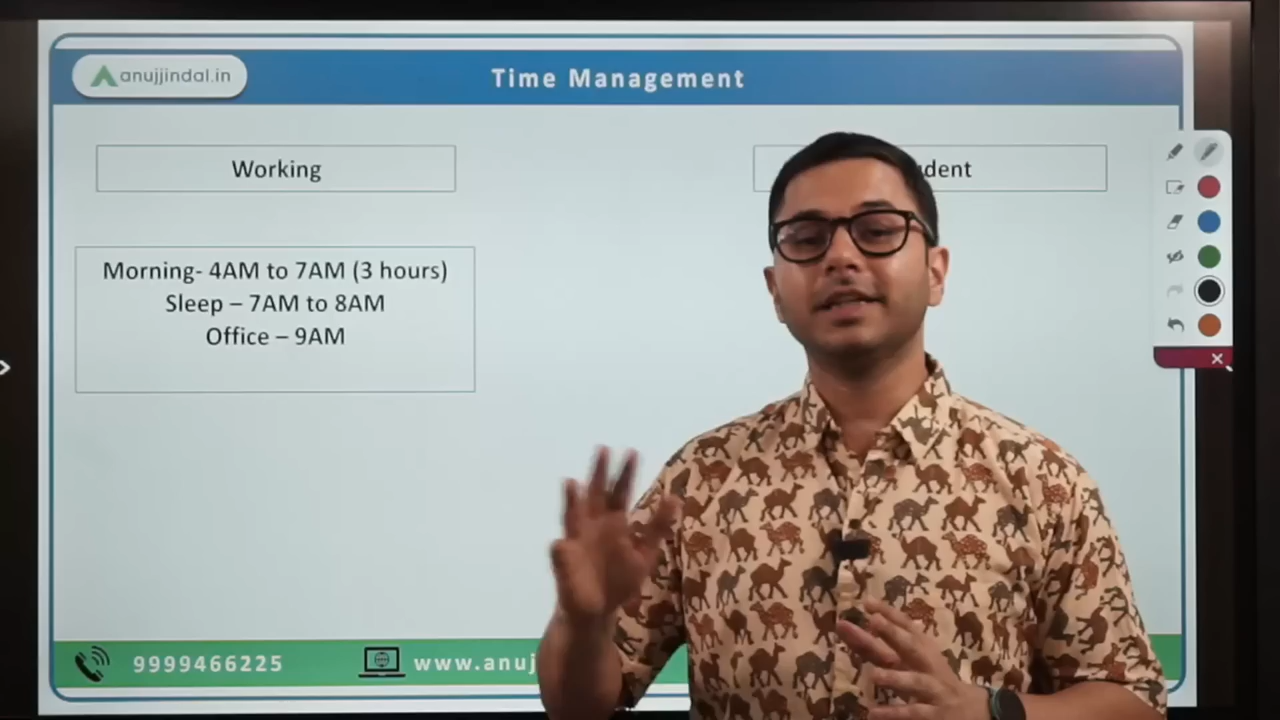 anujjindal.in
Time Management
Working
dent
Morning- 4AM to 7AM (3 hours)
Sleep – 7AM to 8AM
Office – 9AM
9999466225
www.anuj